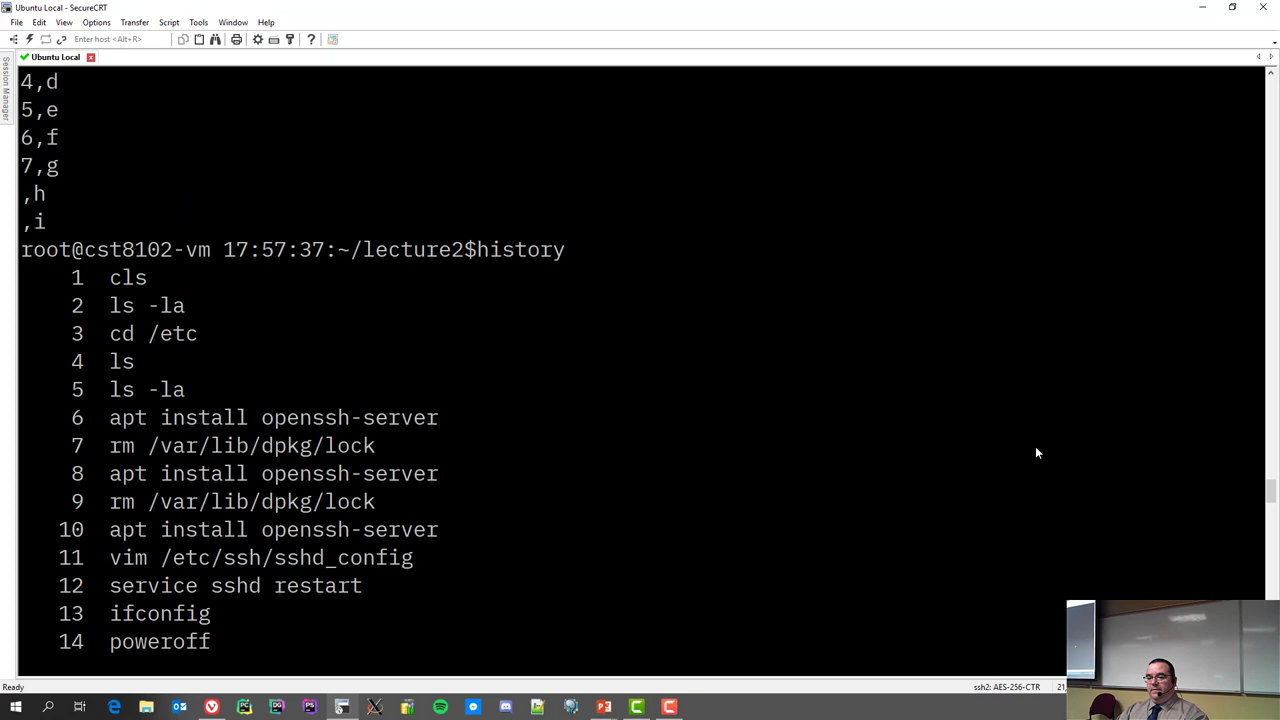 Ubuntu Local - SecureCRT
File Edit View Options Transfer Script Tools Window Help
Enter host <Alt+R>
Ubuntu Local
Session Manager
4,d
5,e
6,f
7,g
,h
,i
root@cst8102-vm 17:57:37:~/lecture2$history
1 cls
2 ls -la
3 cd /etc
4 ls
5 ls -la
6 apt install openssh-server
7 rm /var/lib/dpkg/lock
8 apt install openssh-server
9 rm /var/lib/dpkg/lock
10 apt install openssh-server
11 vim /etc/ssh/sshd_config
12 service sshd restart
13 ifconfig
14 poweroff
Ready
ssh2: AES-256-CTR
21,